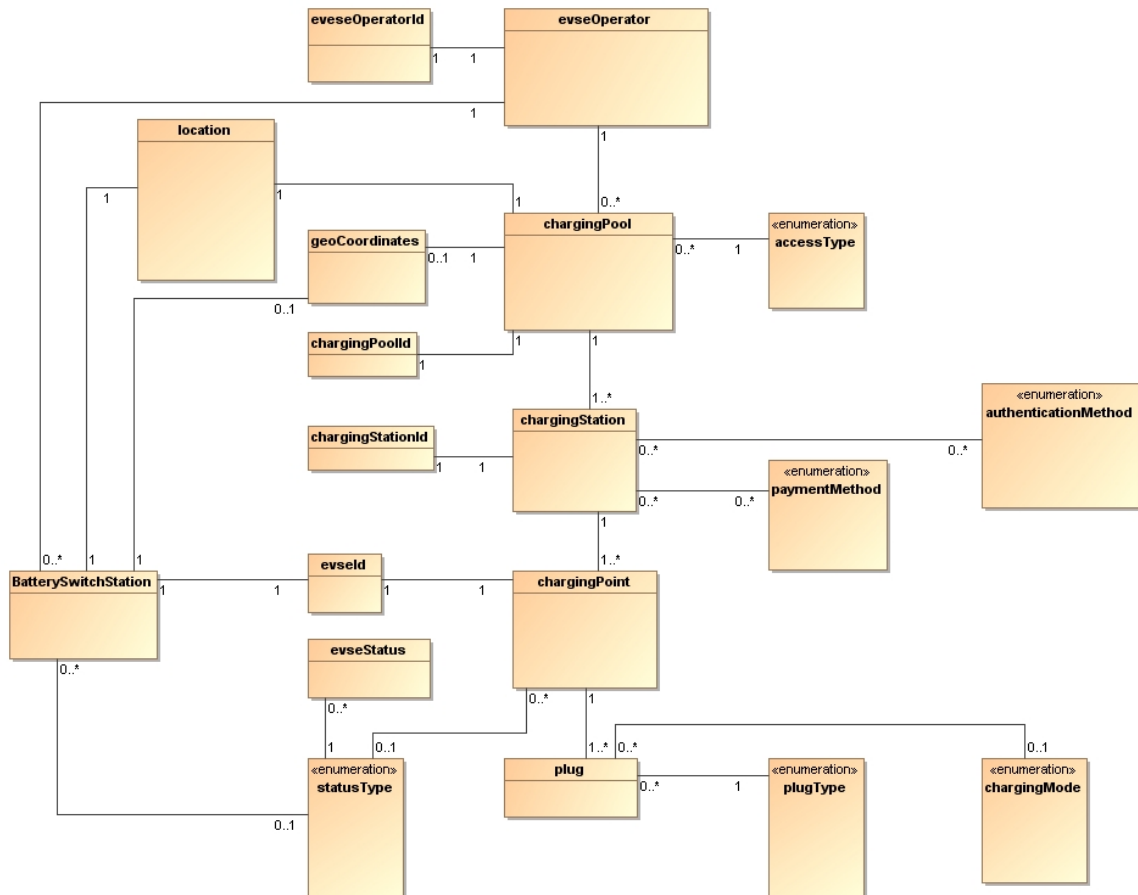 eveseOperatorId
evseOperator
1
1
1
location
1
0..*
1
1
1
chargingPool
«enumeration»
accessType
geoCoordinates
0..1
1
0..*
1
0..1
chargingPoolId
1
1
1
1..*
chargingStation
«enumeration»
authenticationMethod
chargingStationId
1
1
0..*
0..*
«enumeration»
paymentMethod
0..*
0..*
1
0..*
1
1
1..*
BatterySwitchStation
evseId
chargingPoint
1
1
1
1
evseStatus
0..*
0..*
1
0..*
1
0..1
1..*
0..*
0..1
«enumeration»
statusType
plug
«enumeration»
plugType
«enumeration»
chargingMode
0..*
1
0..1